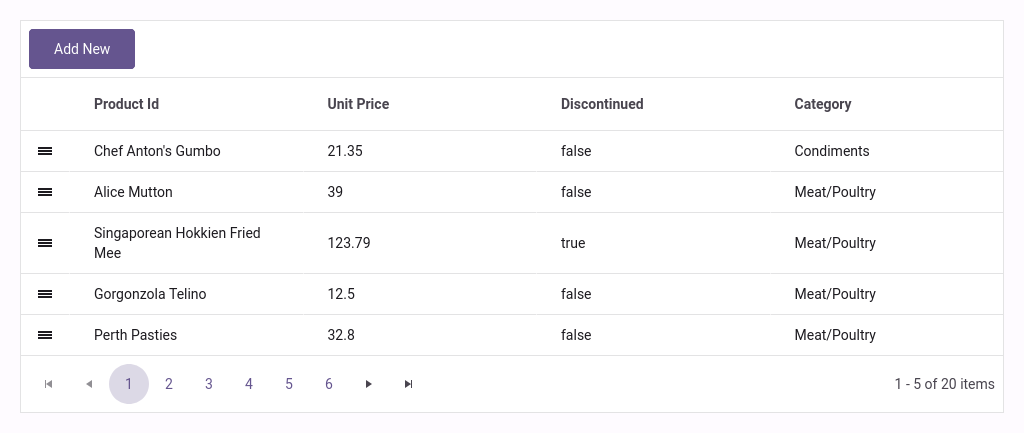 Add New
Product Id Unit Price Discontinued Category
Chef Anton's Gumbo 21.35 false Condiments
Alice Mutton 39 false Meat/Poultry
Singaporean Hokkien Fried
Mee 123.79 true Meat/Poultry
Gorgonzola Telino 12.5 false Meat/Poultry
Perth Pasties 32.8 false Meat/Poultry
1 2 3 4 5 6 1 - 5 of 20 items